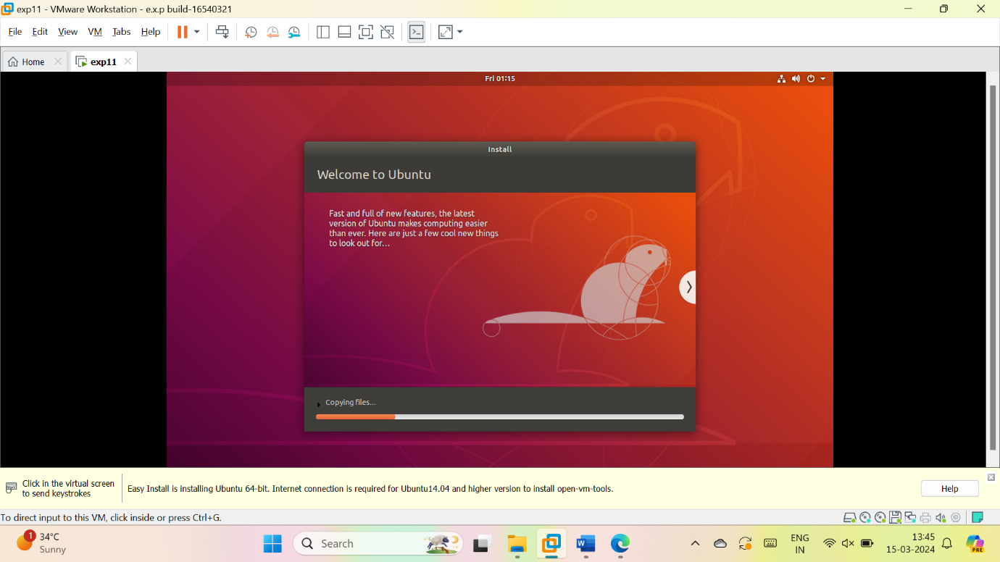 exp11 - VMware Workstation - e.x.p build-16540321
File Edit View VM Tabs Help
Home
exp11
Fri 01:15
Install
Welcome to Ubuntu
Fast and full of new features, the latest
version of Ubuntu makes computing easier
than ever. Here are just a few cool new things
to look out for...
Copying files...
Click in the virtual screen
to send keystrokes
Easy Install is installing Ubuntu 64-bit. Internet connection is required for Ubuntu14.04 and higher version to install open-vm-tools.
Help
To direct input to this VM, click inside or press Ctrl+G.
1
34°C
Sunny
Search
ENG
IN
13:45
15-03-2024
PRE